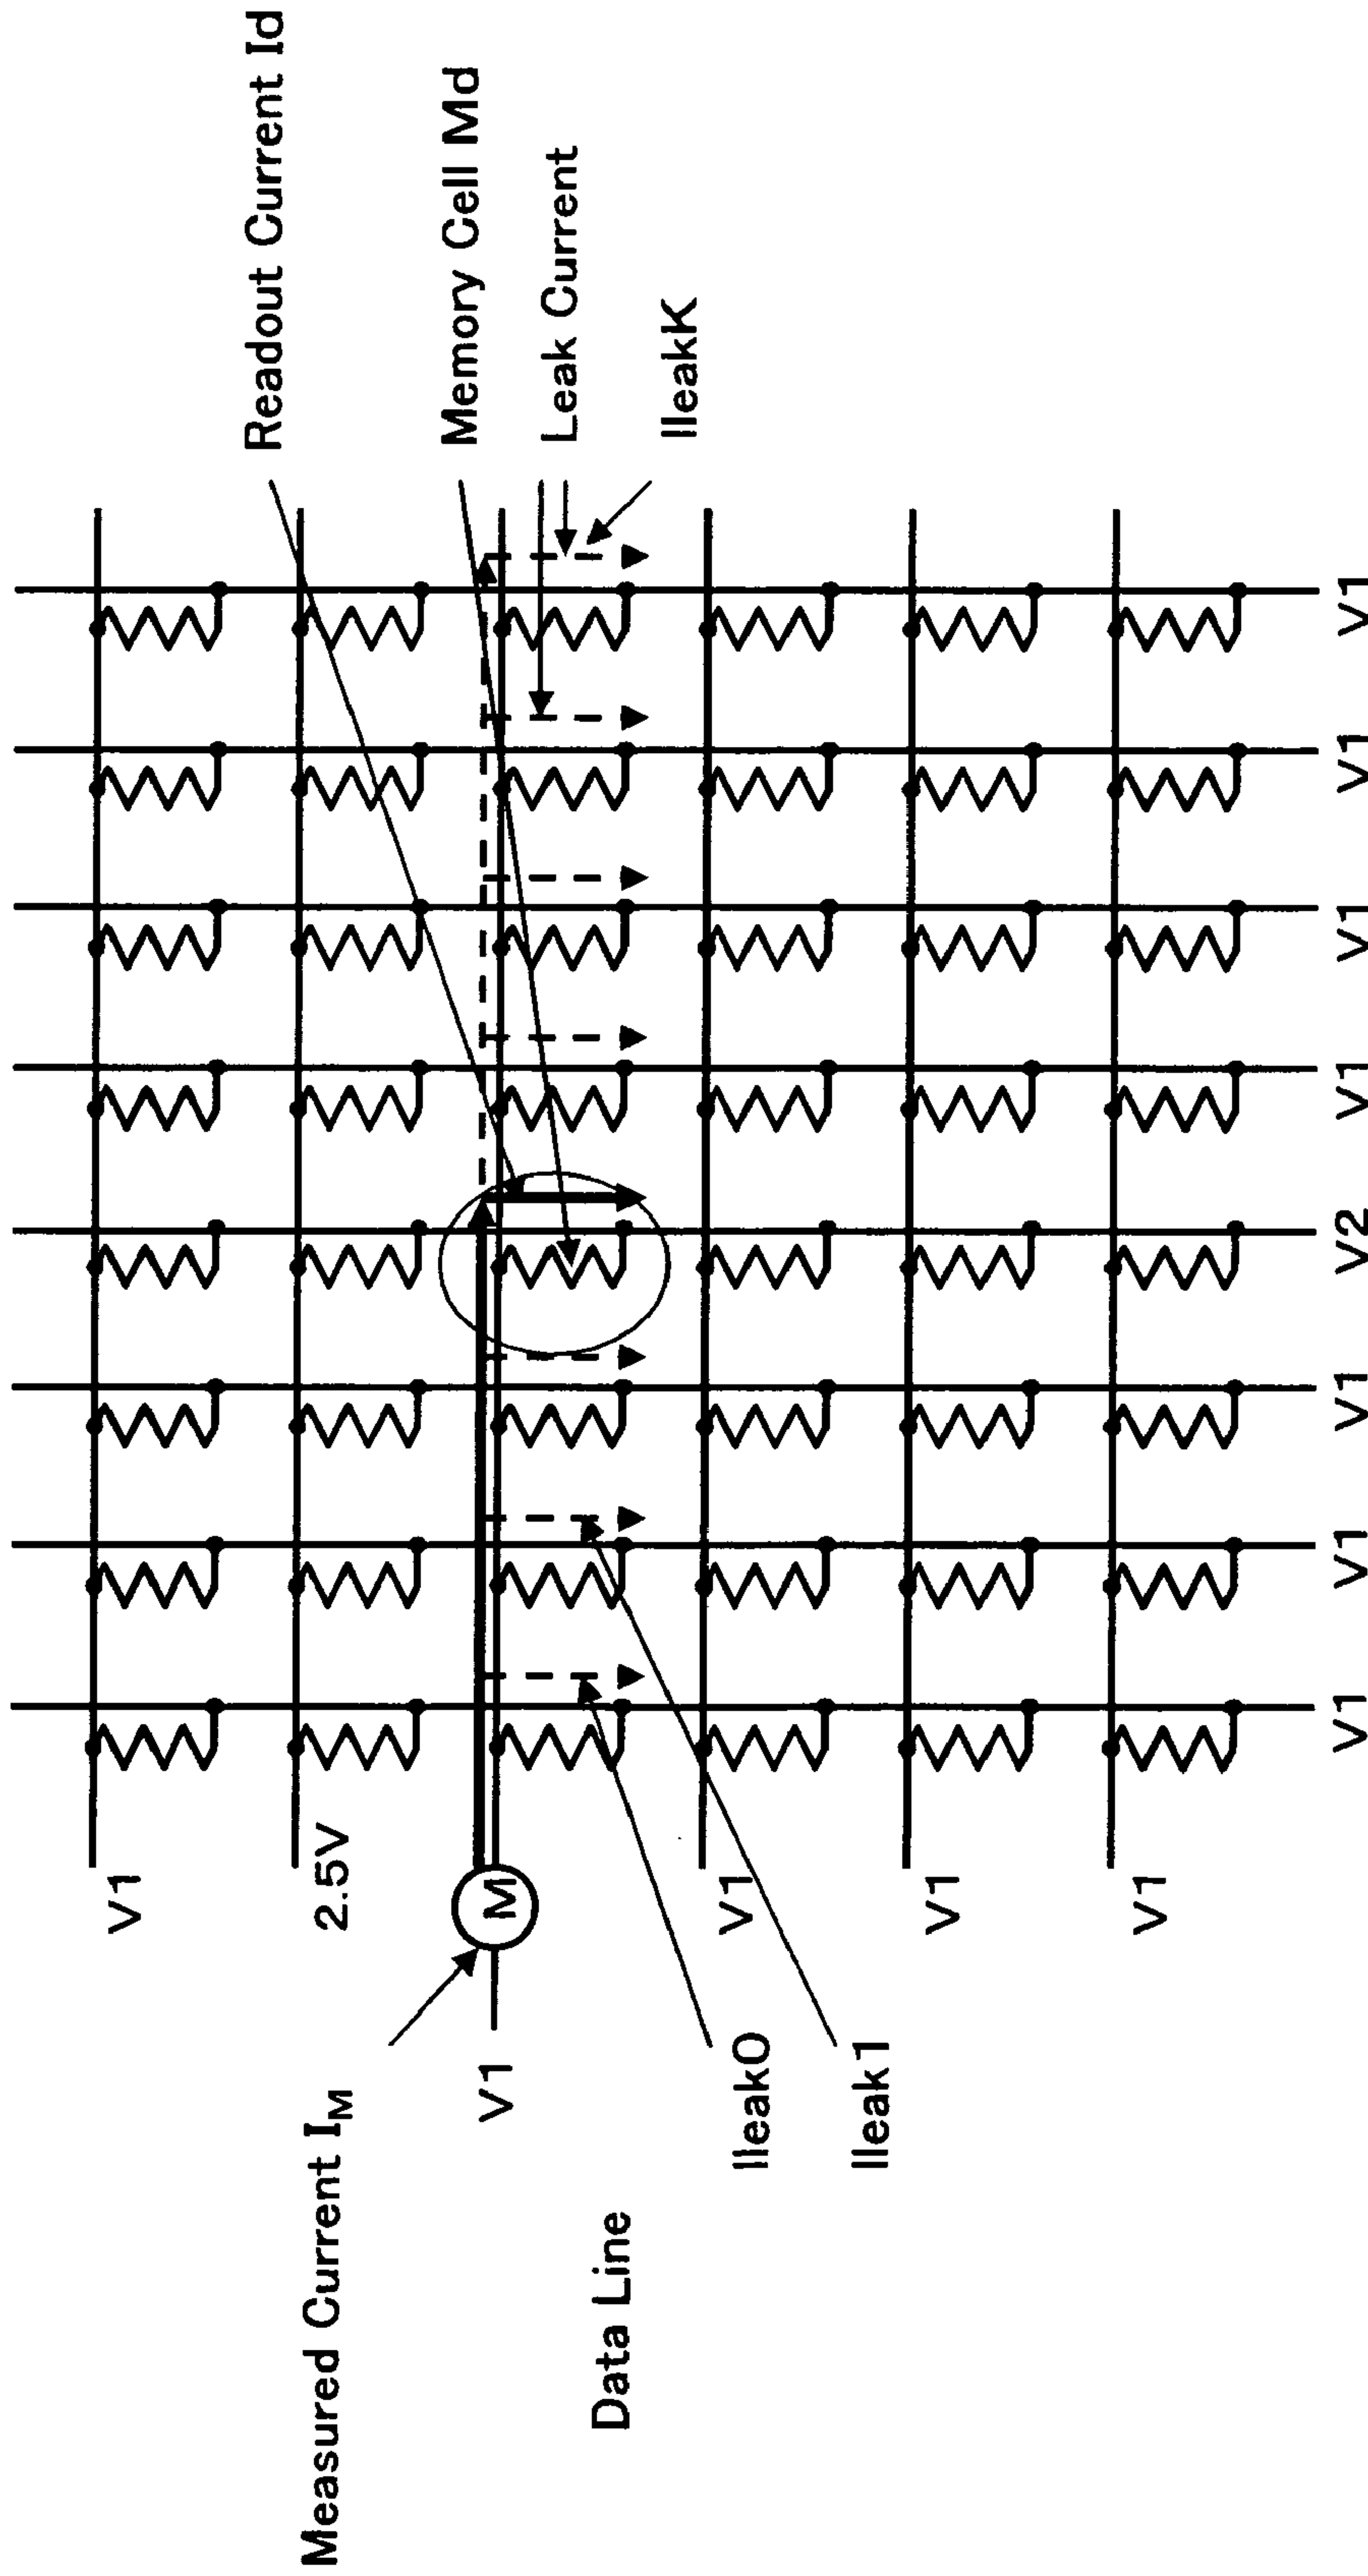 Readout Current Id
Memory Cell Md
Leak Current
IleakK
V1
2.5V
M
V1
V1
V1
V1
Measured Current IM
Data Line
Ileak0
Ileak1
V1
V1
V1
V2
V1
V1
V1
V1